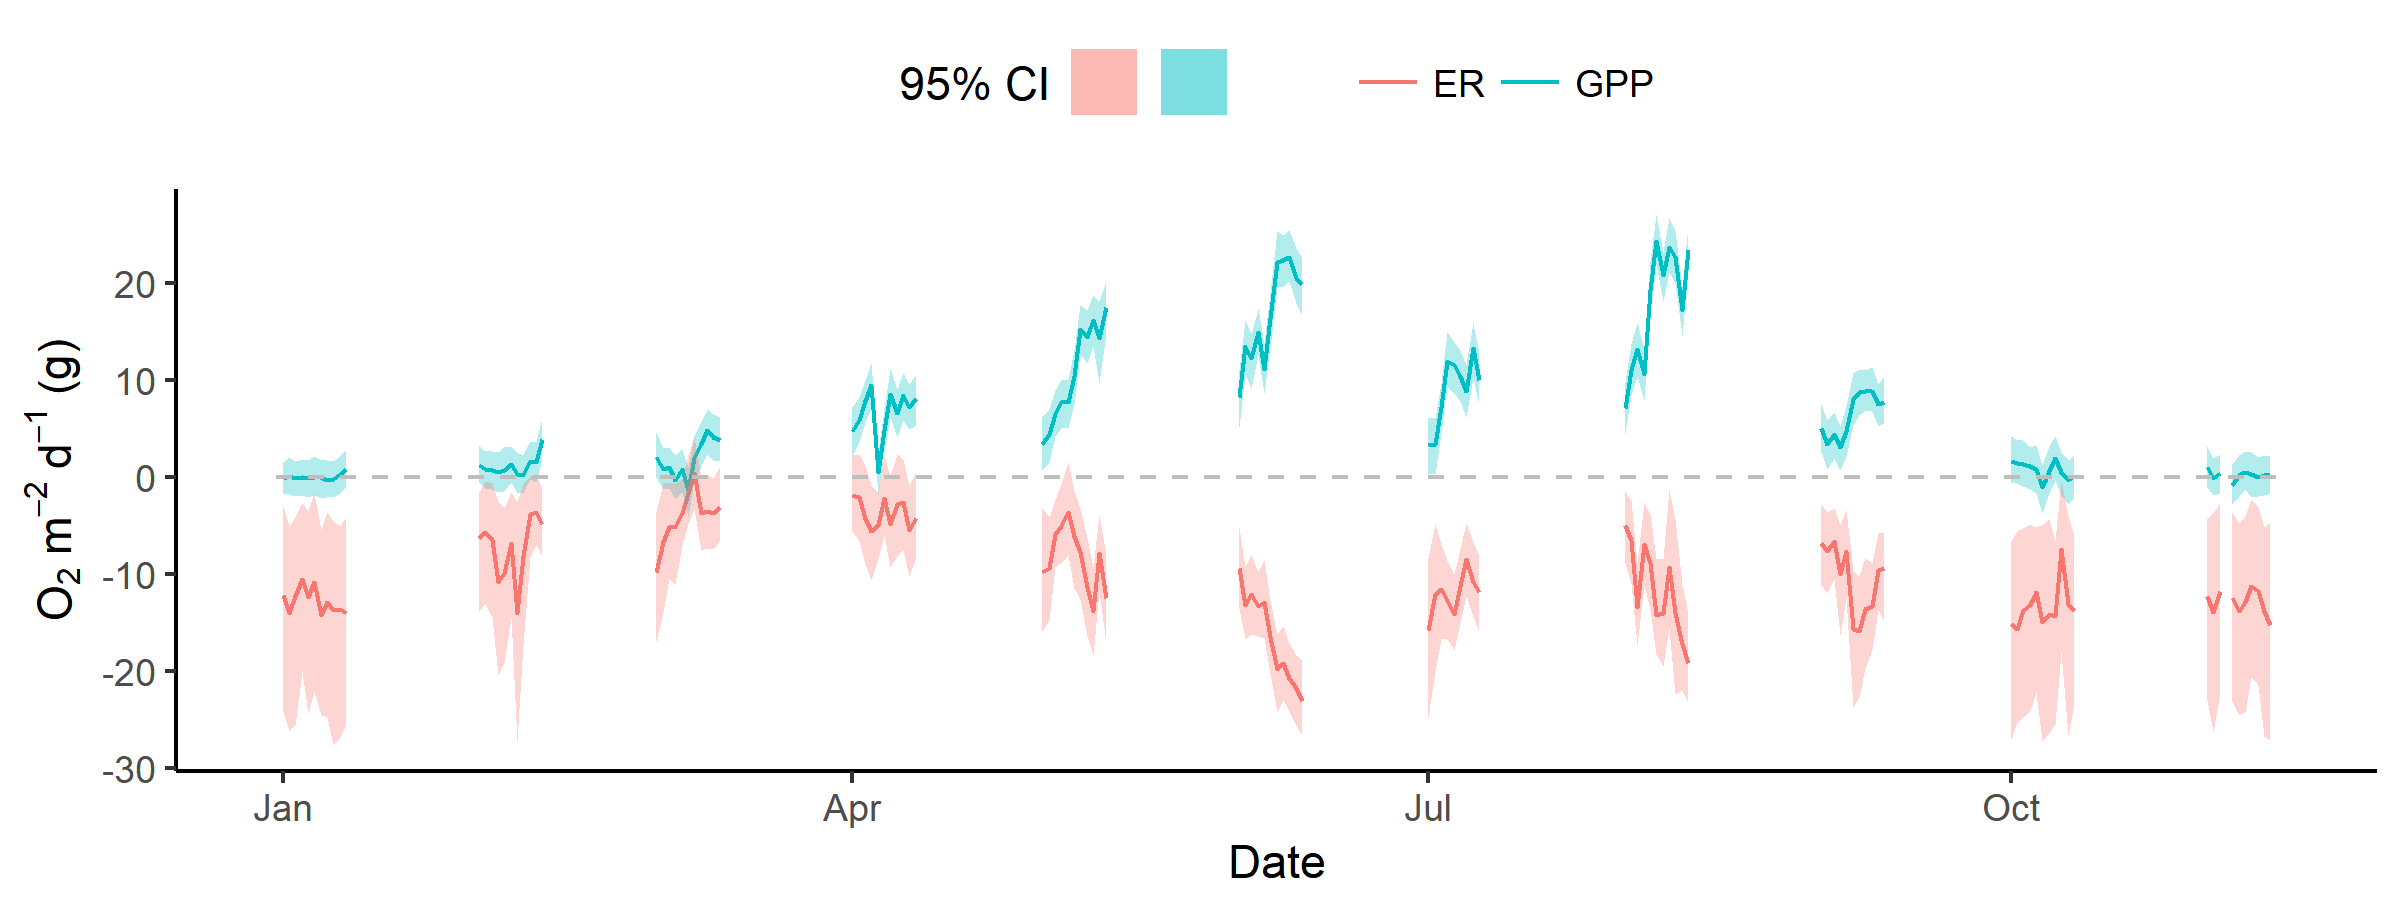 95% CI ER GPP
20
10
0
-10
-20
-30
O₂ m⁻² d⁻¹ (g)
Jan Apr Jul Oct
Date